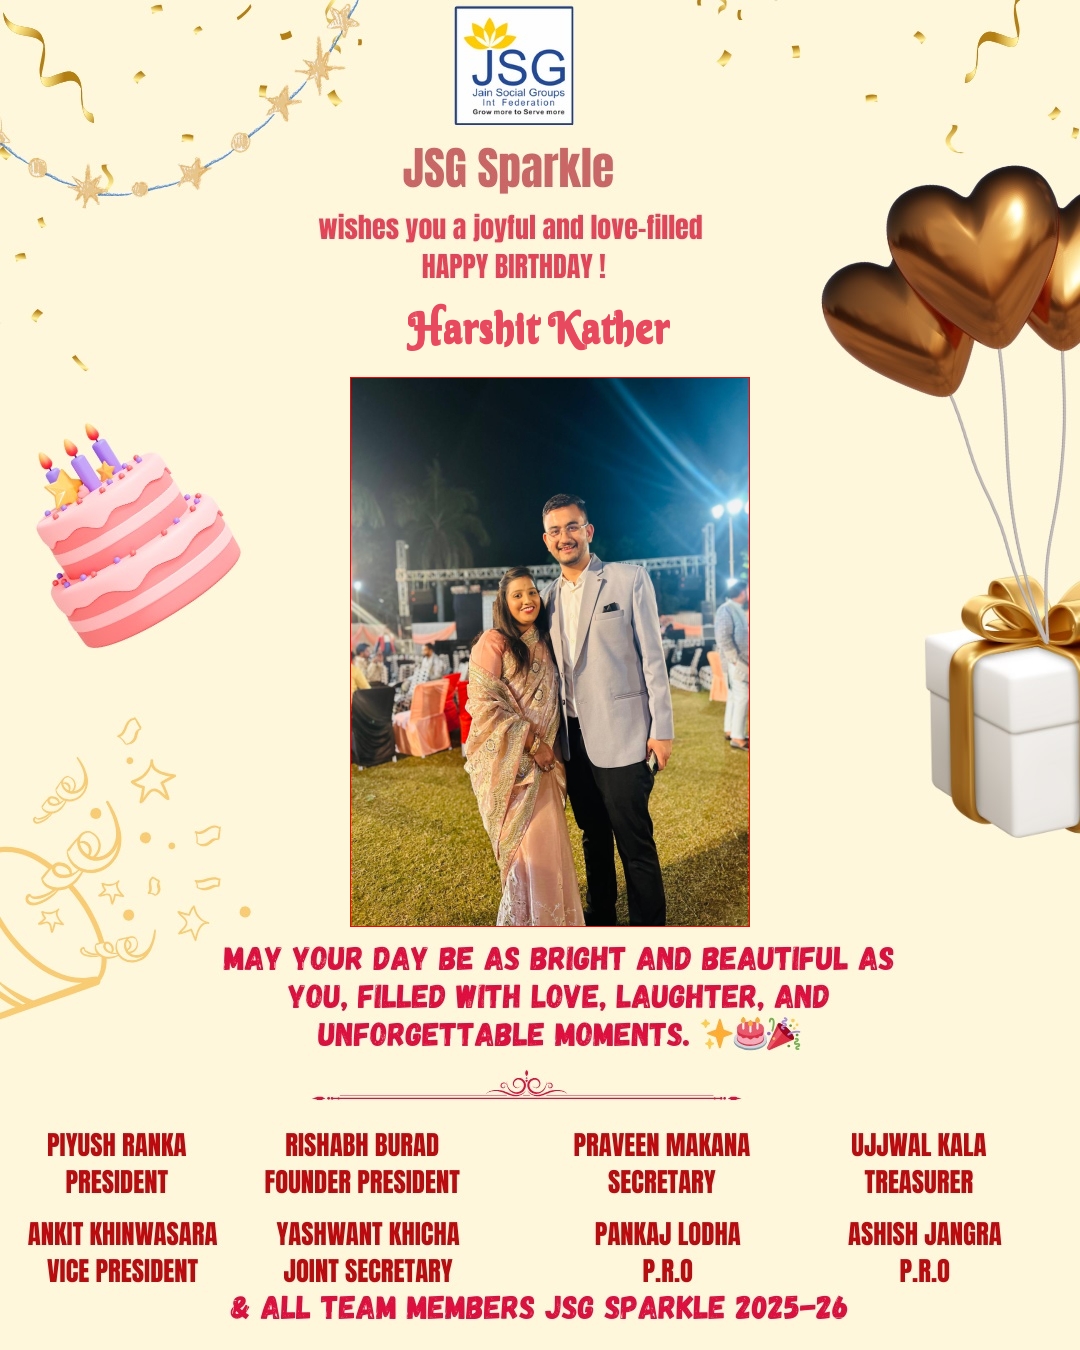 JSG
Jain Social Groups
Int Federation
Grow more to Serve more
JSG Sparkle
wishes you a joyful and love-filled
HAPPY BIRTHDAY !
Harshit Kather
MAY YOUR DAY BE AS BRIGHT AND BEAUTIFUL AS
YOU, FILLED WITH LOVE, LAUGHTER, AND
UNFORGETTABLE MOMENTS. ✨🎂🎉
PIYUSH RANKA
PRESIDENT
RISHABH BURAD
FOUNDER PRESIDENT
PRAVEEN MAKANA
SECRETARY
UJJWAL KALA
TREASURER
ANKIT KHINWASARA
VICE PRESIDENT
YASHWANT KHICHA
JOINT SECRETARY
PANKAJ LODHA
P.R.O
ASHISH JANGRA
P.R.O
& ALL TEAM MEMBERS JSG SPARKLE 2025-26